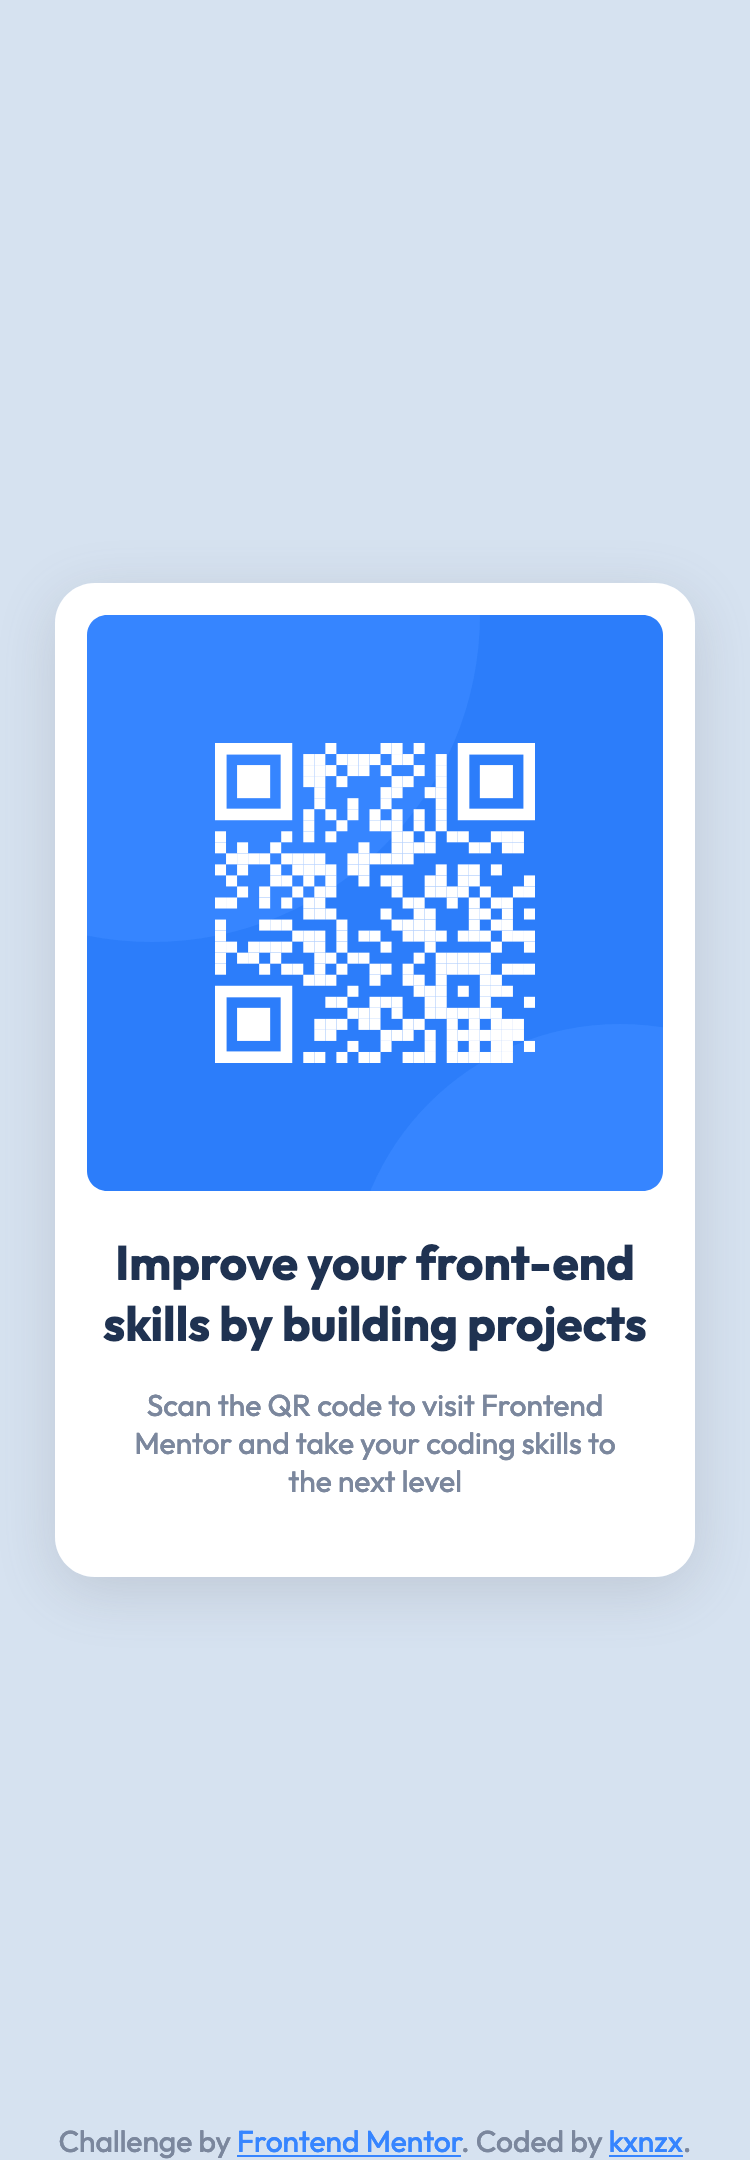 Improve your front-end
skills by building projects
Scan the QR code to visit Frontend
Mentor and take your coding skills to
the next level
Challenge by Frontend Mentor. Coded by kxnzx.